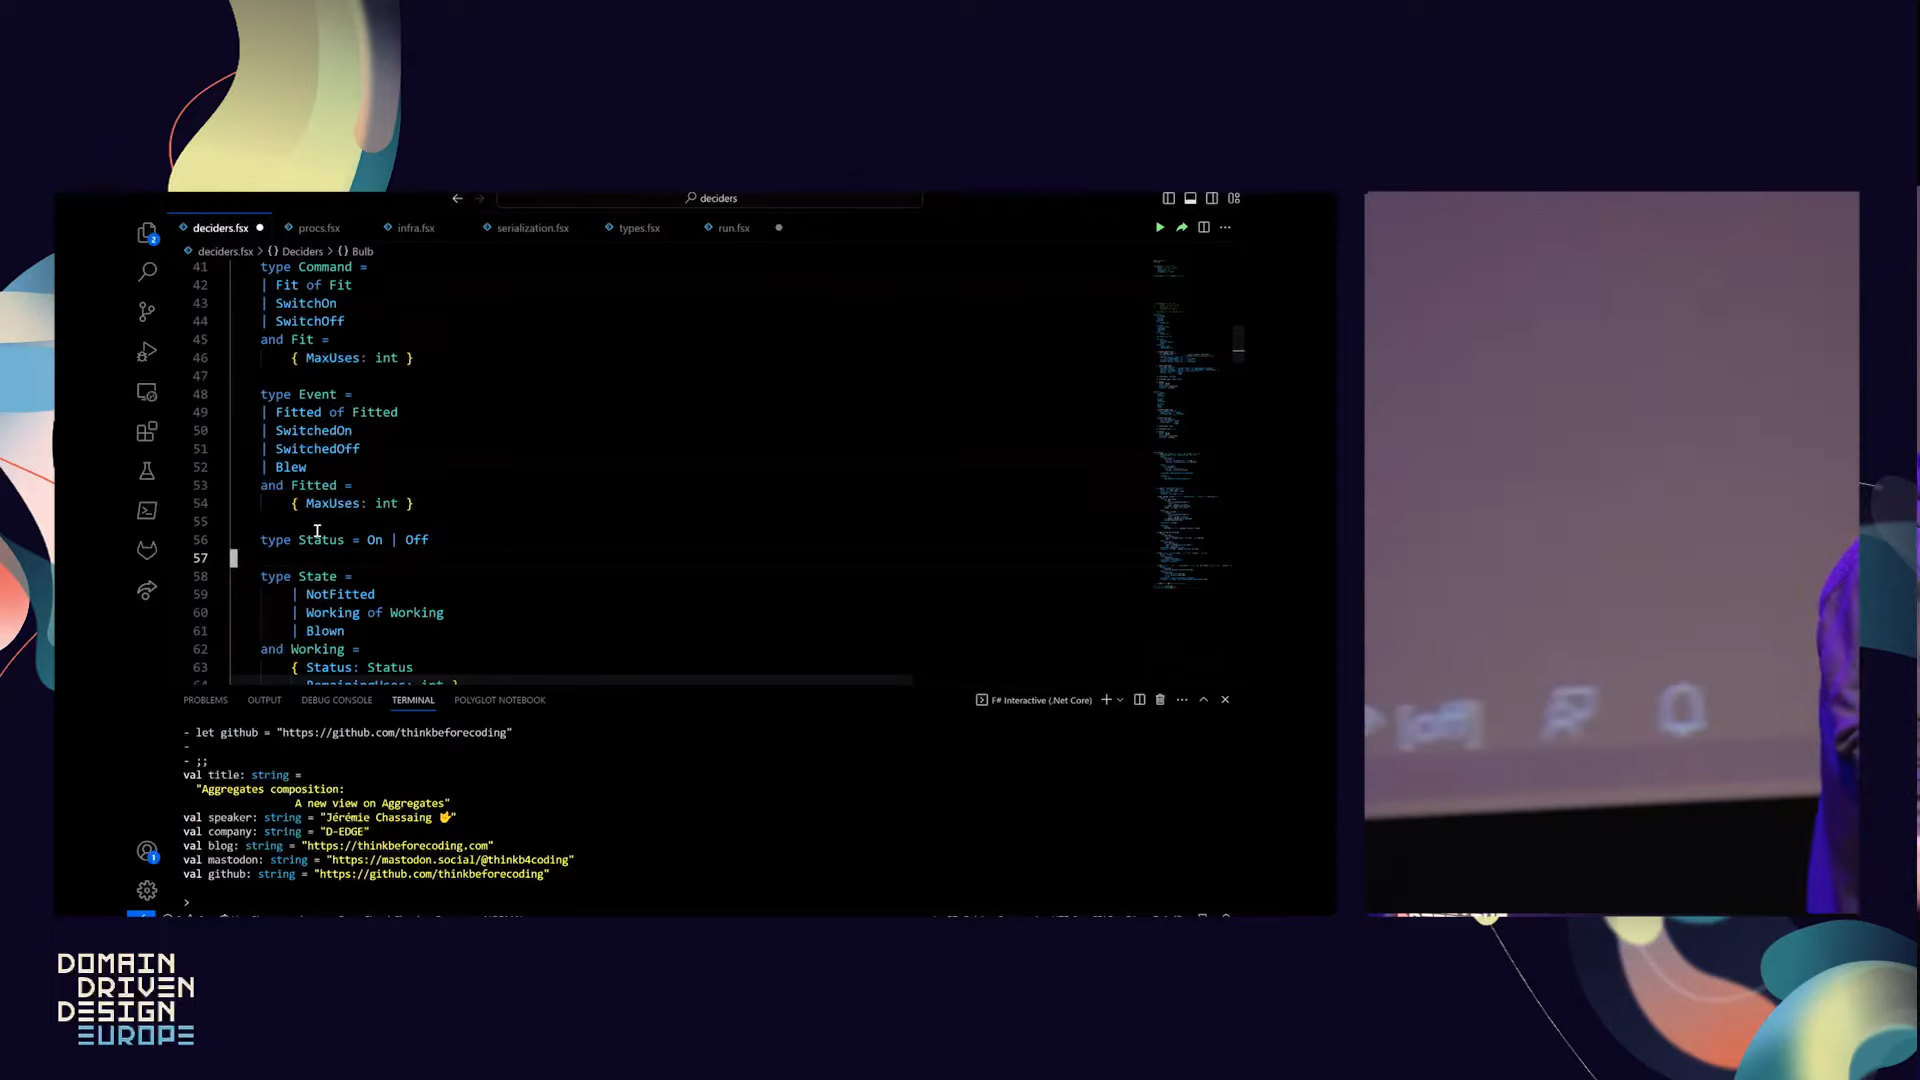 deciders
deciders.fsx
procs.fsx
infra.fsx
serialization.fsx
types.fsx
run.fsx
deciders.fsx > {} Deciders > {} Bulb
41 type Command =
42 | Fit of Fit
43 | SwitchOn
44 | SwitchOff
45 and Fit =
46 { MaxUses: int }
47
48 type Event =
49 | Fitted of Fitted
50 | SwitchedOn
51 | SwitchedOff
52 | Blew
53 and Fitted =
54 { MaxUses: int }
55
56 type Status = On | Off
57
58 type State =
59 | NotFitted
60 | Working of Working
61 | Blown
62 and Working =
63 { Status: Status
64 RemainingUses: int }
PROBLEMS OUTPUT DEBUG CONSOLE TERMINAL POLYGLOT NOTEBOOK
F# Interactive (.Net Core)
- let github = "https://github.com/thinkbeforecoding"
-
- ;;
val title: string =
"Aggregates composition:
A new view on Aggregates"
val speaker: string = "Jérémie Chassaing 🤟"
val company: string = "D-EDGE"
val blog: string = "https://thinkbeforecoding.com"
val mastodon: string = "https://mastodon.social/@thinkb4coding"
val github: string = "https://github.com/thinkbeforecoding"
>
2
1
[off]
DOMAIN
DRIVEN
DESIGN
EUROPE